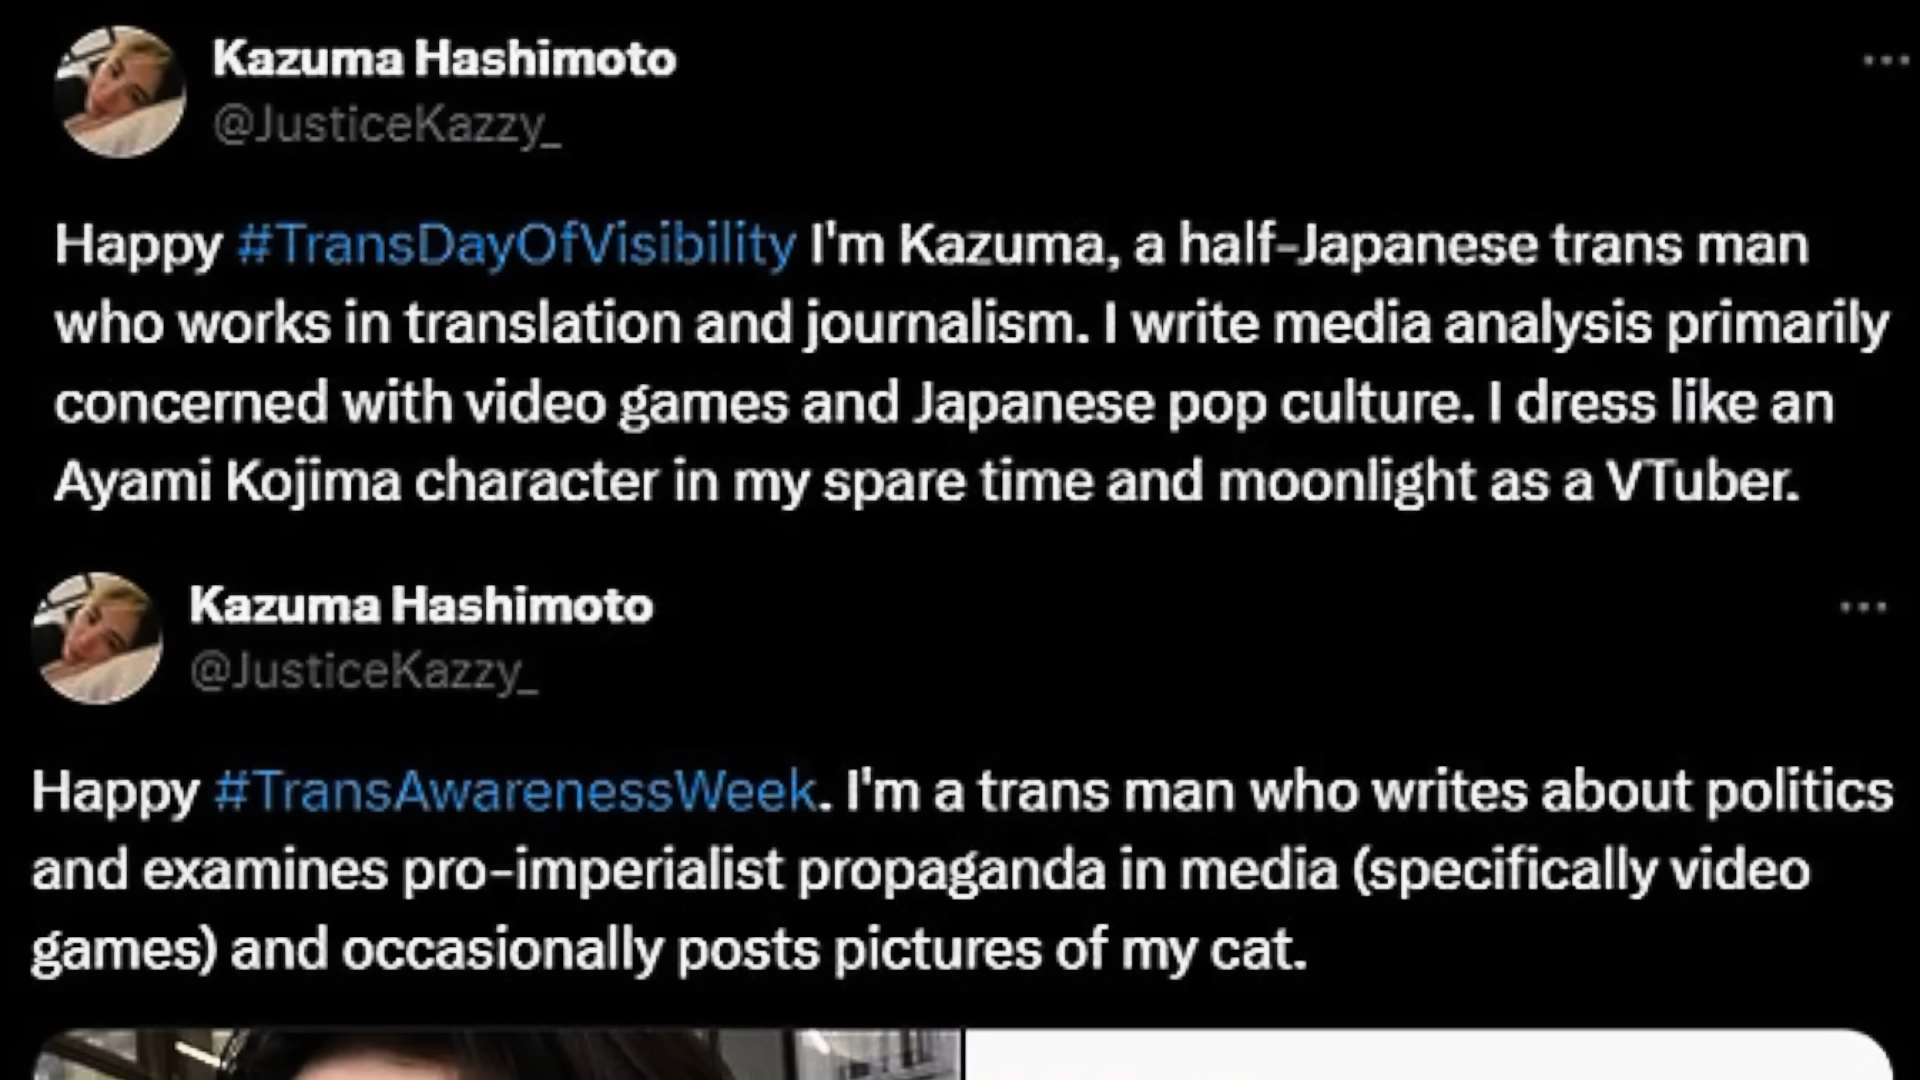 Kazuma Hashimoto
@JusticeKazzy_
Happy #TransDayOfVisibility I'm Kazuma, a half-Japanese trans man
who works in translation and journalism. I write media analysis primarily
concerned with video games and Japanese pop culture. I dress like an
Ayami Kojima character in my spare time and moonlight as a VTuber.
Kazuma Hashimoto
@JusticeKazzy_
Happy #TransAwarenessWeek. I'm a trans man who writes about politics
and examines pro-imperialist propaganda in media (specifically video
games) and occasionally posts pictures of my cat.